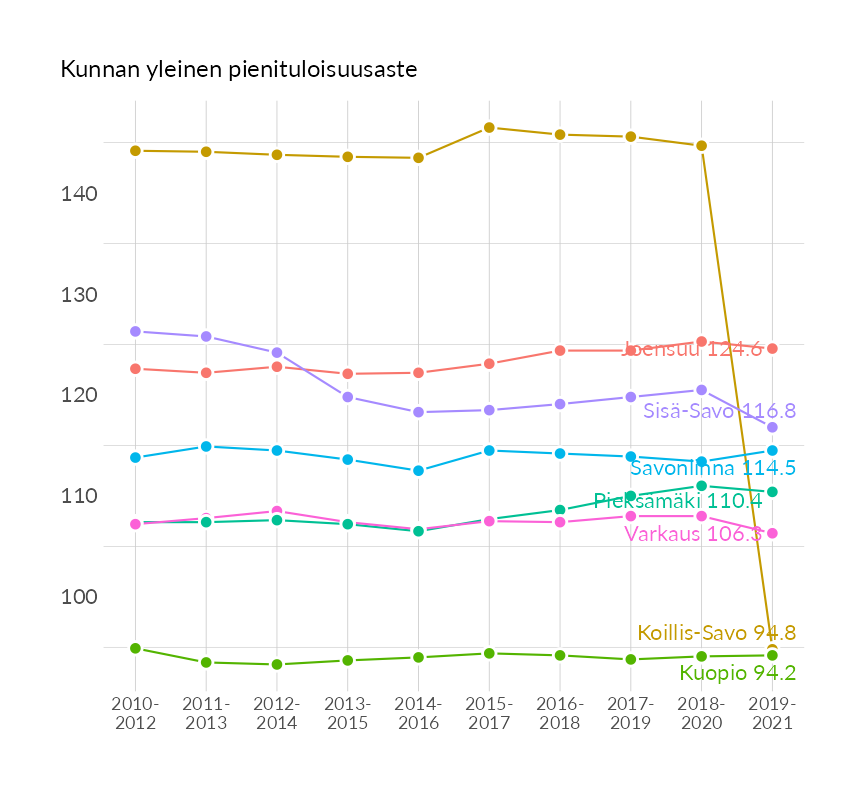 Kunnan yleinen pienituloisuusaste
140
130
120
110
100
Joensuu 124.6
Sisä-Savo 116.8
Savonlinna 114.5
Pieksämäki 110.4
Varkaus 106.3
Koillis-Savo 94.8
Kuopio 94.2
2010- 2011- 2012- 2013- 2014- 2015- 2016- 2017- 2018- 2019-
2012 2013 2014 2015 2016 2017 2018 2019 2020 2021